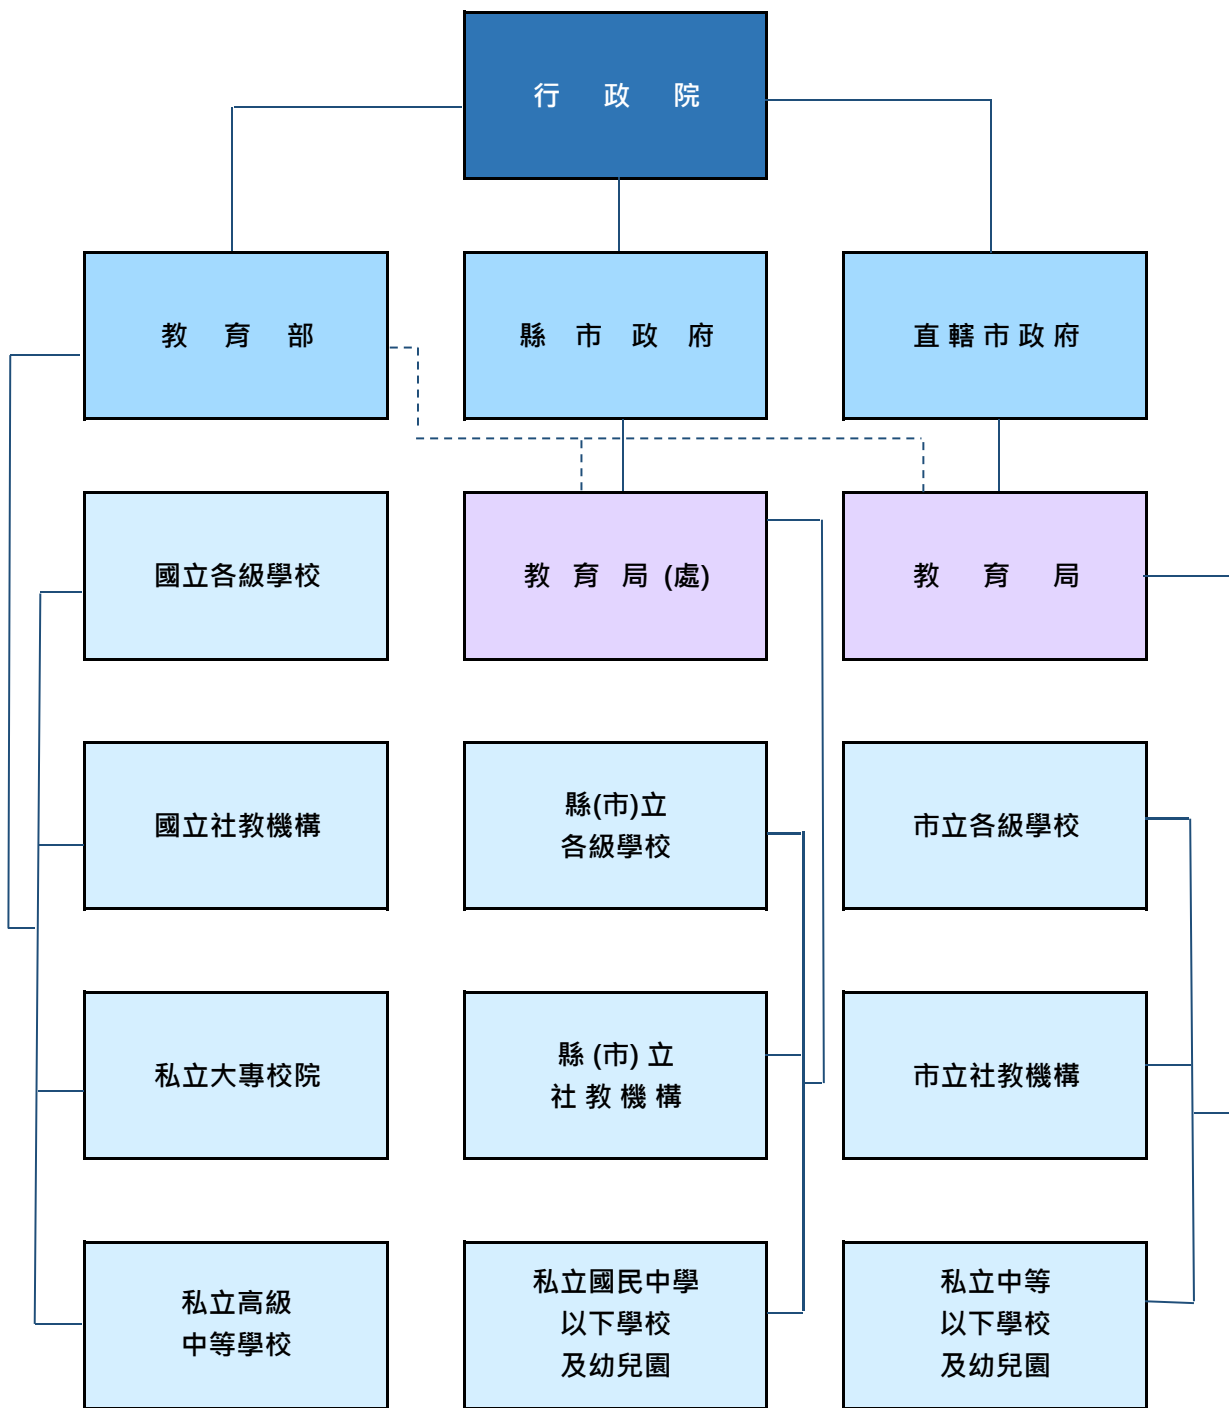 行政院
教育部
縣市政府
直轄市政府
國立各級學校
教育局(處)
教育局
國立社教機構
縣(市)立
各級學校
市立各級學校
私立大專校院
縣(市)立
社教機構
市立社教機構
私立高級
中等學校
私立國民中學
以下學校
及幼兒園
私立中等
以下學校
及幼兒園